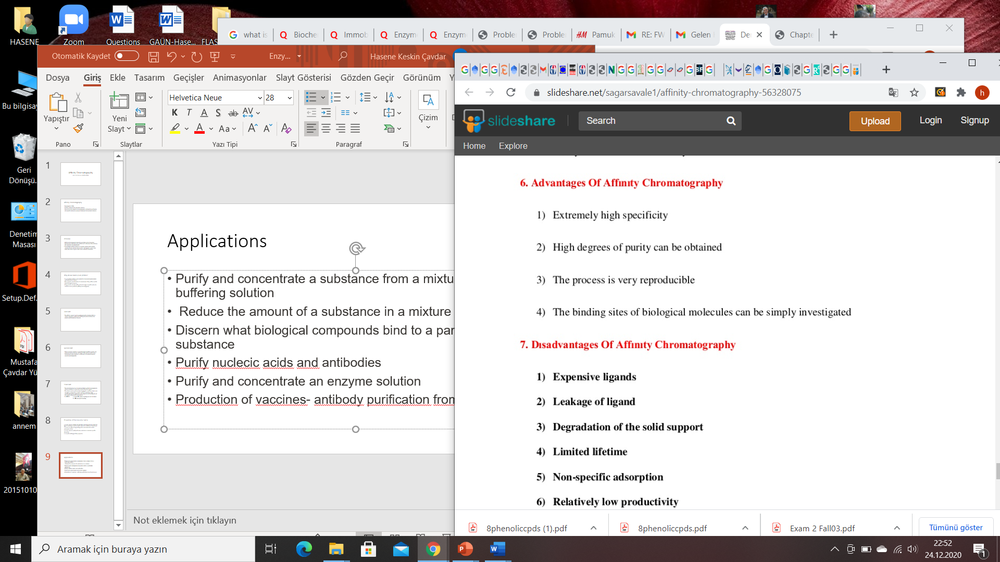 HASENE
Zoom
Questions
GAÜN-Hase...
FLAS
what is
Bioche
Immob
Enzym
Enzym
Proble
Proble
Pamuk
RE: FW
Gelen
De
Chapte
Otomatik Kaydet
Enzy...
Hasene Keskin Çavdar
Dosya Giriş Ekle Tasarım Geçişler Animasyonlar Slayt Gösterisi Gözden Geçir Görünüm Y
Yapıştır
Yeni
Slayt
Helvetica Neue
28
K T A S ab AV
A Aa A A A
Çizim
Pano
Slaytlar
Yazı Tipi
Paragraf
Bu bilgisay
Geri
Dönüşü...
Denetim
Masası
Setup.Def...
Mustafa
Çavdar Yü
annem
20151010
1
2
3
4
5
6
7
8
9
Applications
• Purify and concentrate a substance from a mixtu
buffering solution
• Reduce the amount of a substance in a mixture
• Discern what biological compounds bind to a par
substance
• Purify nuclecic acids and antibodies
• Purify and concentrate an enzyme solution
• Production of vaccines- antibody purification from
Not eklemek için tıklayın
slideshare.net/sagarsavale1/affinity-chromatography-56328075
h
slideshare
Search
Upload
Login
Signup
Home
Explore
6. Advantages Of Affınıty Chromatography
1) Extremely high specificity
2) High degrees of purity can be obtained
3) The process is very reproducible
4) The binding sites of biological molecules can be simply investigated
7. Dısadvantages Of Affınıty Chromatography
1) Expensive ligands
2) Leakage of ligand
3) Degradation of the solid support
4) Limited lifetime
5) Non-specific adsorption
6) Relatively low productivity
8phenoliccpds (1).pdf
8phenoliccpds.pdf
Exam 2 Fall03.pdf
Tümünü göster
Aramak için buraya yazın
22:52
24.12.2020
1